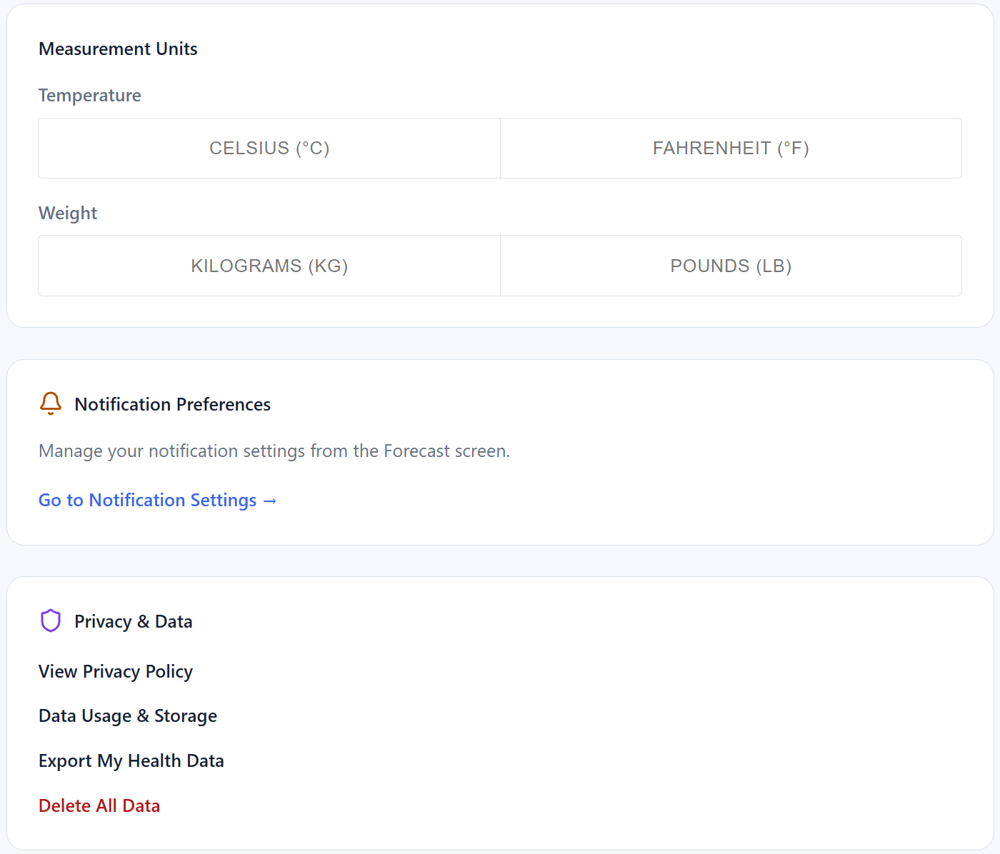 Measurement Units
Temperature
CELSIUS (°C)
FAHRENHEIT (°F)
Weight
KILOGRAMS (KG)
POUNDS (LB)
Notification Preferences
Manage your notification settings from the Forecast screen.
Go to Notification Settings →
Privacy & Data
View Privacy Policy
Data Usage & Storage
Export My Health Data
Delete All Data